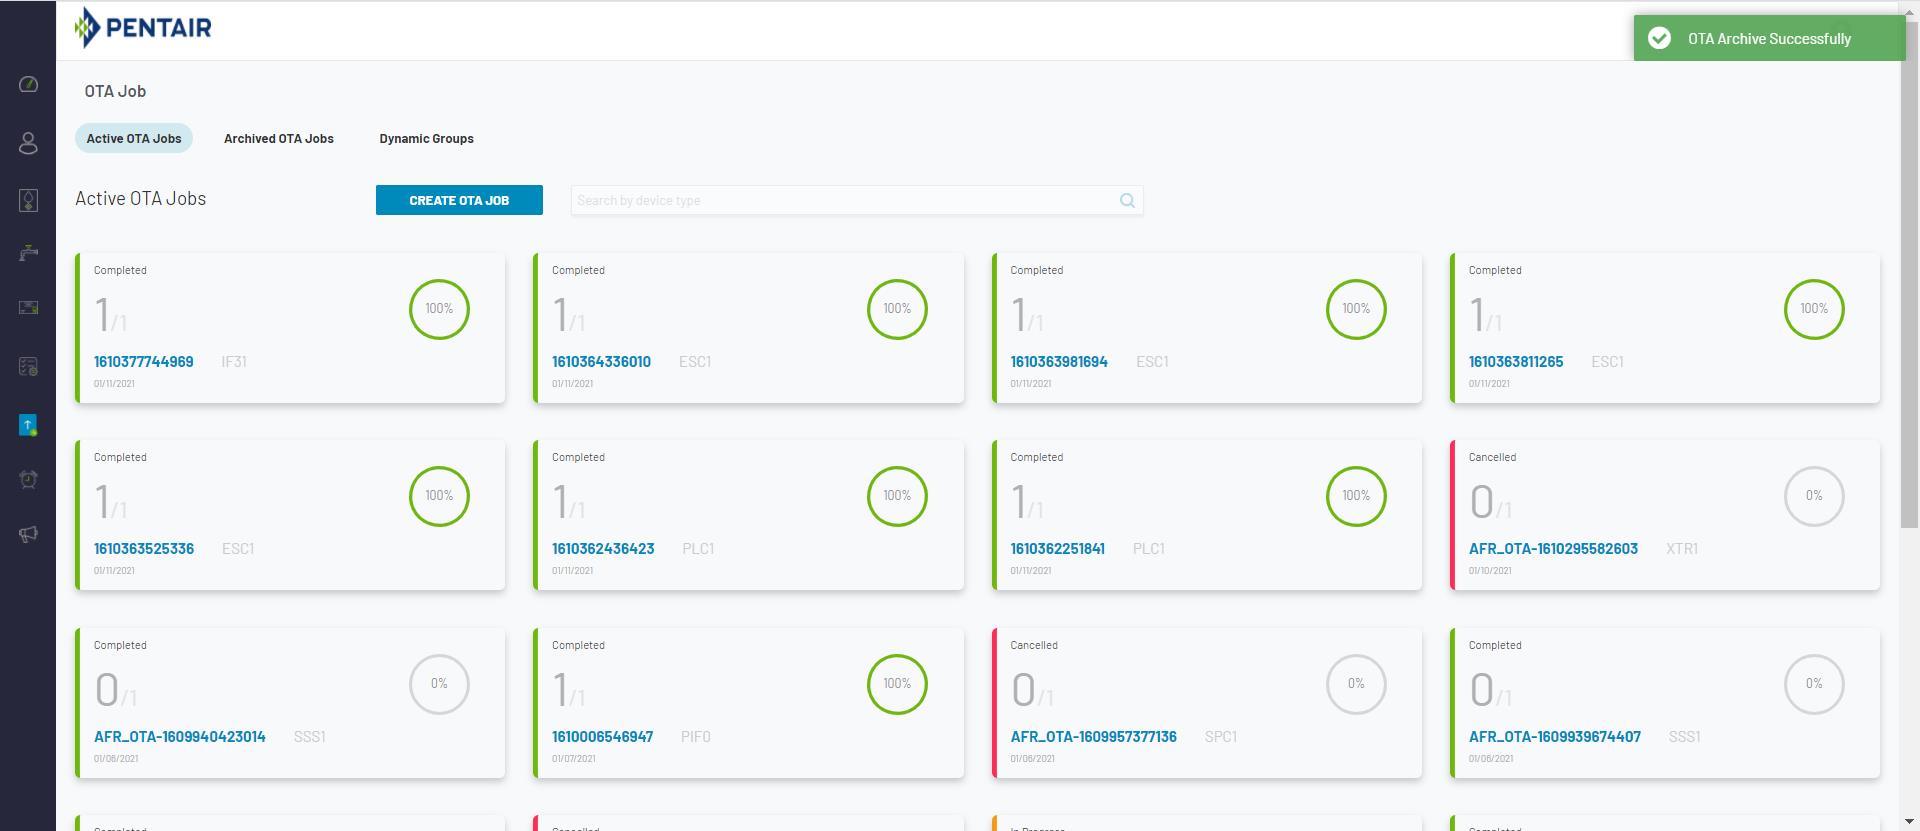 PENTAIR
OTA Archive Successfully
OTA Job
Active OTA Jobs
Archived OTA Jobs
Dynamic Groups
Active OTA Jobs
CREATE OTA JOB
Search by device type
Completed
1/1
100%
1610377744969 IF31
01/11/2021
Completed
1/1
100%
1610364336010 ESC1
01/11/2021
Completed
1/1
100%
1610363981694 ESC1
01/11/2021
Completed
1/1
100%
1610363811265 ESC1
01/11/2021
Completed
1/1
100%
1610363525336 ESC1
01/11/2021
Completed
1/1
100%
1610362436423 PLC1
01/11/2021
Completed
1/1
100%
1610362251841 PLC1
01/11/2021
Cancelled
0/1
0%
AFR_OTA-1610295582603 XTR1
01/10/2021
Completed
0/1
0%
AFR_OTA-1609940423014 SSS1
01/08/2021
Completed
1/1
100%
1610006546947 PIF0
01/07/2021
Cancelled
0/1
0%
AFR_OTA-1609957377136 SPC1
01/06/2021
Completed
0/1
0%
AFR_OTA-1609939674407 SSS1
01/06/2021
Completed
Cancelled
In Progress
Completed